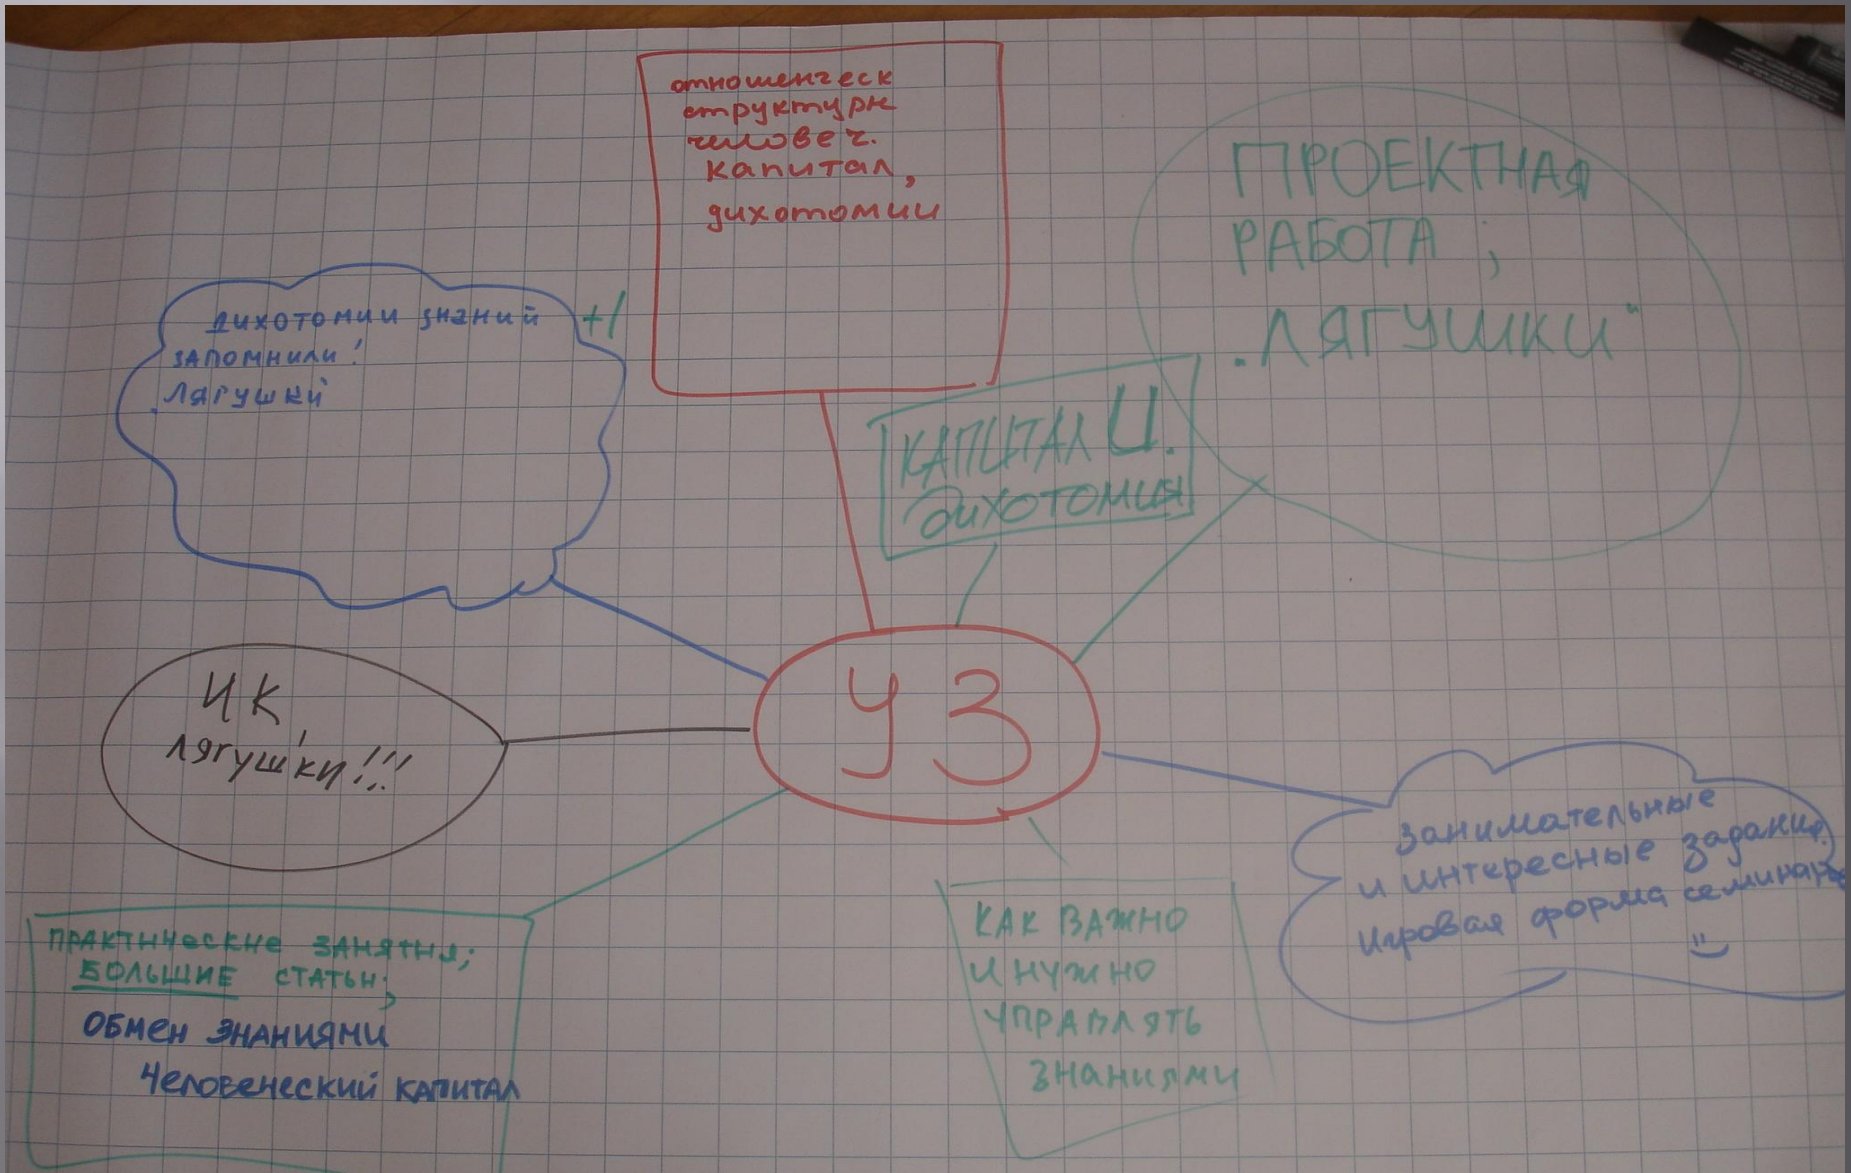 отношенческ
структурн
человеч.
капитал,
дихотомии
ПРОЕКТНАЯ
РАБОТА ;
"ЛЯГУШКИ"
дихотомии знаний
запомнили!
Лягушки
+1
КАПИТАЛ И.
дихотомия
УЗ
ИК,
лягушки!!!
занимательные
и интересные задания,
игровая форма семинаров
ПРАКТИЧЕСКИЕ ЗАНЯТИЯ;
БОЛЬШИЕ СТАТЬИ;
ОБМЕН ЗНАНИЯМИ
ЧЕЛОВЕЧЕСКИЙ КАПИТАЛ
КАК ВАЖНО
И НУЖНО
УПРАВЛЯТЬ
ЗНАНИЯМИ